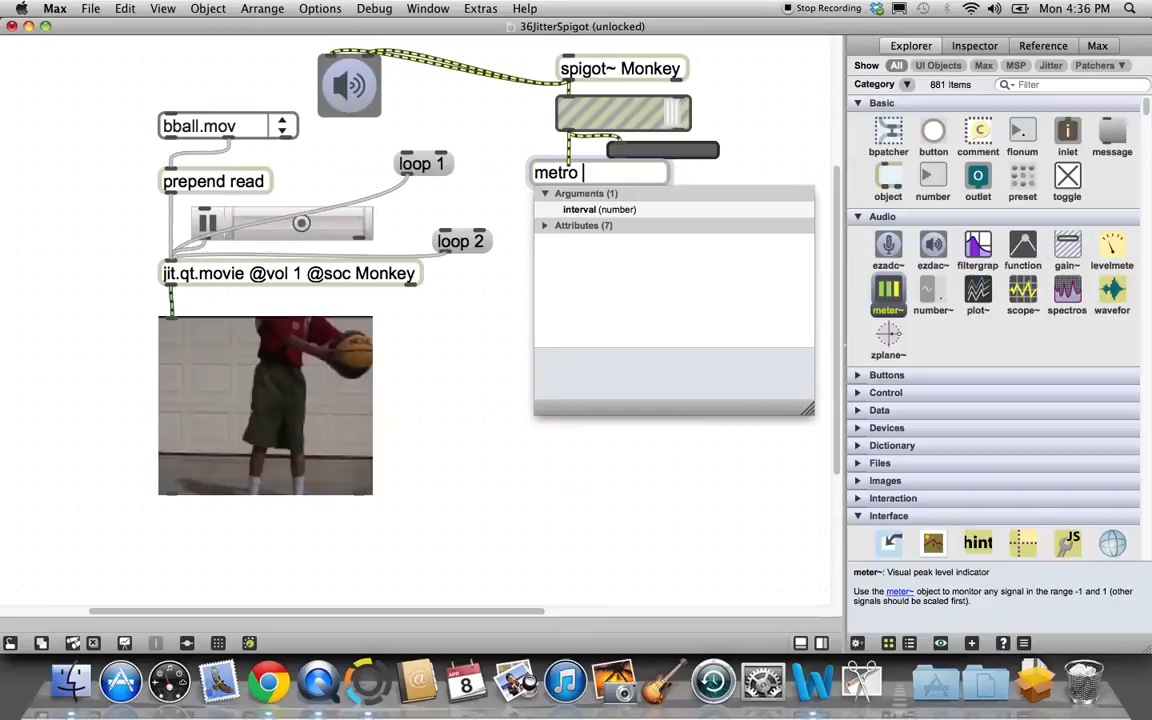 Max File Edit View Object Arrange Options Debug Window Extras Help
Stop Recording
Mon 4:36 PM
36JitterSpigot (unlocked)
spigot~ Monkey
bball.mov
loop 1
metro
prepend read
Arguments (1)
interval (number)
Attributes (7)
loop 2
jit.qt.movie @vol 1 @soc Monkey
Explorer Inspector Reference Max
Show All UI Objects Max MSP Jitter Patchers ▼
Category ▼ 881 Items Filter
Basic
bpatcher button comment flonum inlet message
object number outlet preset toggle
Audio
ezadc~ ezdac~ filtergrap function gain~ levelmete
meter~ number~ plot~ scope~ spectros wavefor
zplane~
Buttons
Control
Data
Devices
Dictionary
Files
Images
Interaction
Interface
hint
JS
meter~: Visual peak level indicator
Use the meter~ object to monitor any signal in the range -1 and 1 (other
signals should be scaled first).
APR
8